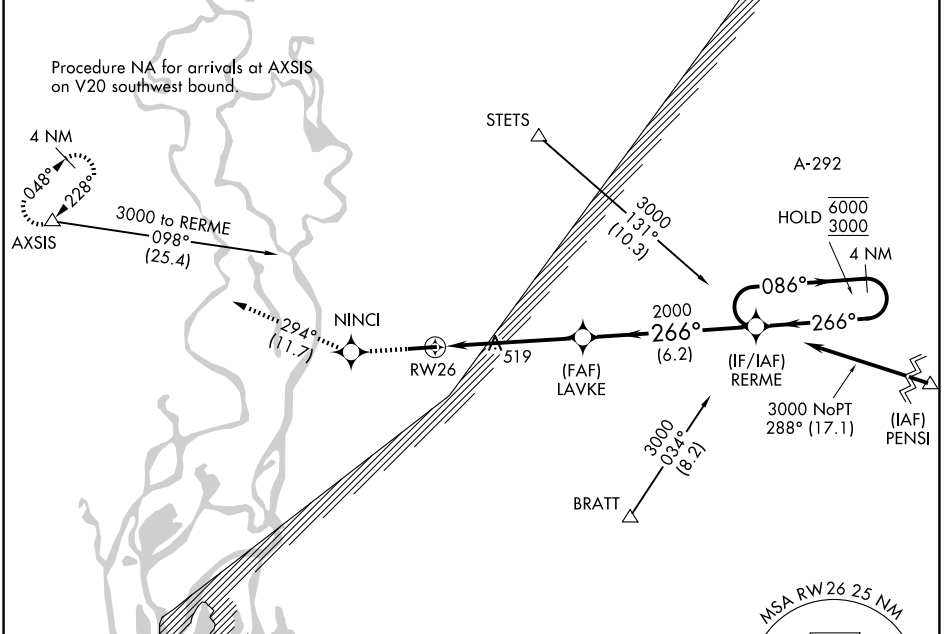 Procedure NA for arrivals at AXSIS
on V20 southwest bound.
4 NM
048°
228°
AXSIS
3000 to RERME
098°
(25.4)
STETS
3000
131°
(10.3)
A-292
HOLD
6000
3000
4 NM
086°
266°
294°
(11.7)
NINCI
RW26
519
(FAF)
LAVKE
2000
266°
(6.2)
(IF/IAF)
RERME
3000 NoPT
288° (17.1)
(IAF)
PENSI
3000
034°
(8.2)
BRATT
MSA RW26 25 NM